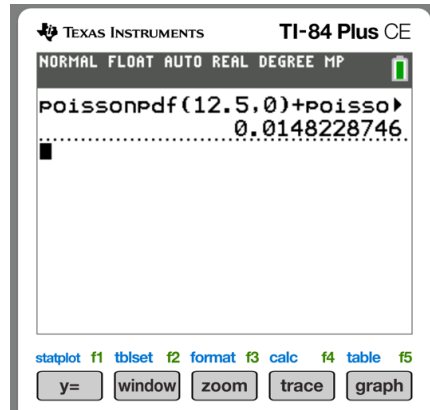 TEXAS INSTRUMENTS TI-84 Plus CE
NORMAL FLOAT AUTO REAL DEGREE MP
poissonpdf(12.5,0)+poisso
0.0148228746
statplot f1 tblset f2 format f3 calc f4 table f5
y= window zoom trace graph